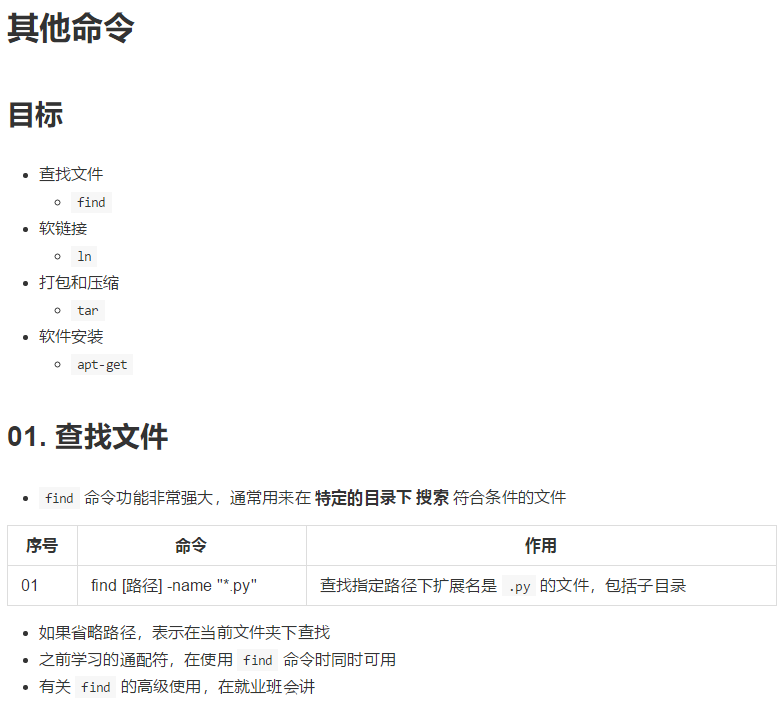 其他命令
目标
查找文件
find
软链接
ln
打包和压缩
tar
软件安装
apt-get
01. 查找文件
find 命令功能非常强大，通常用来在 特定的目录下 搜索 符合条件的文件
序号 命令 作用
01 find [路径] -name "*.py" 查找指定路径下扩展名是 .py 的文件，包括子目录
如果省略路径，表示在当前文件夹下查找
之前学习的通配符，在使用 find 命令时同时可用
有关 find 的高级使用，在就业班会讲